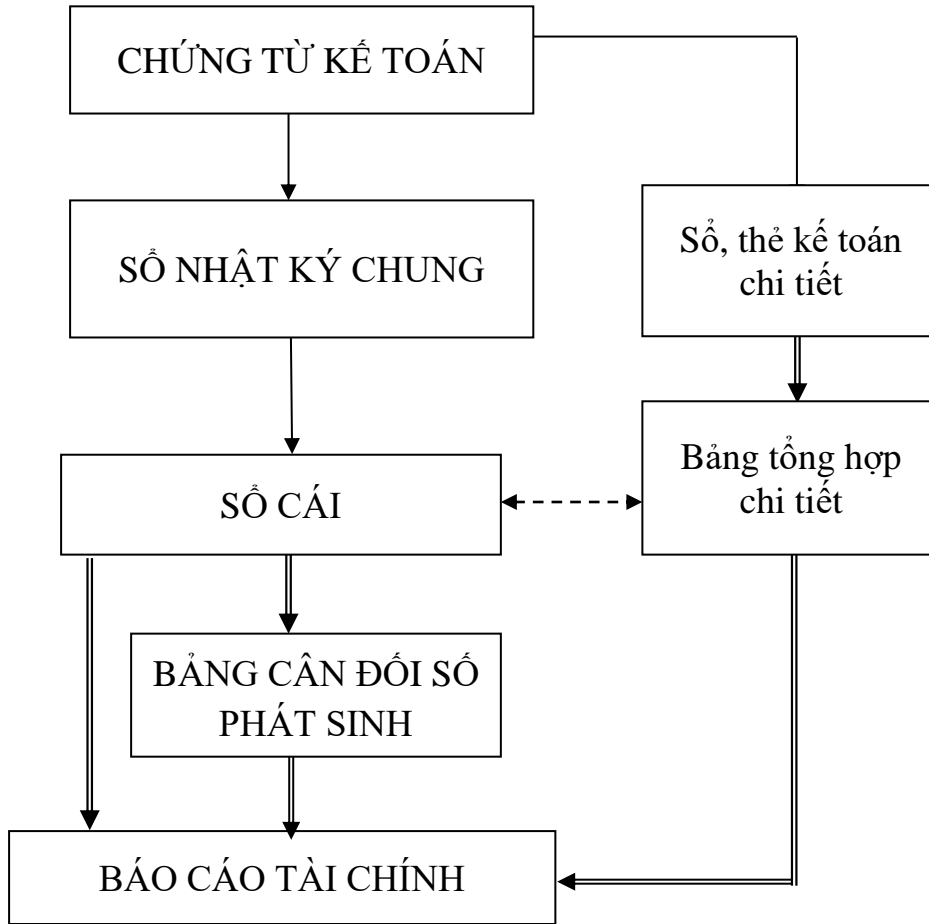 CHỨNG TỪ KẾ TOÁN
SỔ NHẬT KÝ CHUNG
Sổ, thẻ kế toán
chi tiết
SỔ CÁI
Bảng tổng hợp
chi tiết
BẢNG CÂN ĐỐI SỐ
PHÁT SINH
BÁO CÁO TÀI CHÍNH